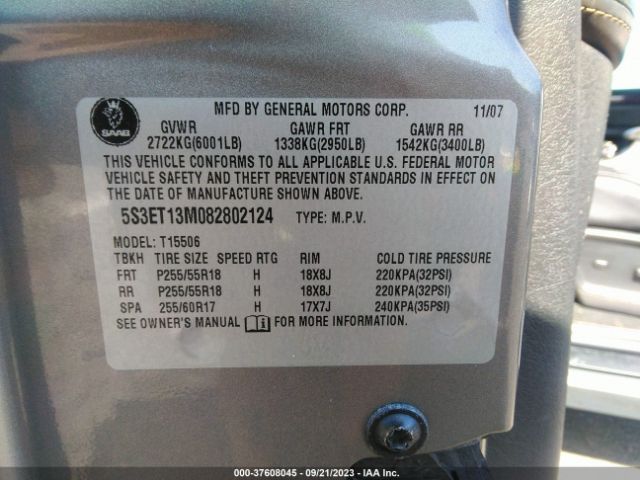 SAAB
MFD BY GENERAL MOTORS CORP. 11/07
GVWR GAWR FRT GAWR RR
2722KG(6001LB) 1338KG(2950LB) 1542KG(3400LB)
THIS VEHICLE CONFORMS TO ALL APPLICABLE U.S. FEDERAL MOTOR
VEHICLE SAFETY AND THEFT PREVENTION STANDARDS IN EFFECT ON
THE DATE OF MANUFACTURE SHOWN ABOVE.
5S3ET13M082802124 TYPE: M.P.V.
MODEL: T15506
TBKH TIRE SIZE SPEED RTG RIM COLD TIRE PRESSURE
FRT P255/55R18 H 18X8J 220KPA(32PSI)
RR P255/55R18 H 18X8J 220KPA(32PSI)
SPA 255/60R17 H 17X7J 240KPA(35PSI)
SEE OWNER'S MANUAL FOR MORE INFORMATION.
000-37608045 / 09/21/2023 / IAA Inc.